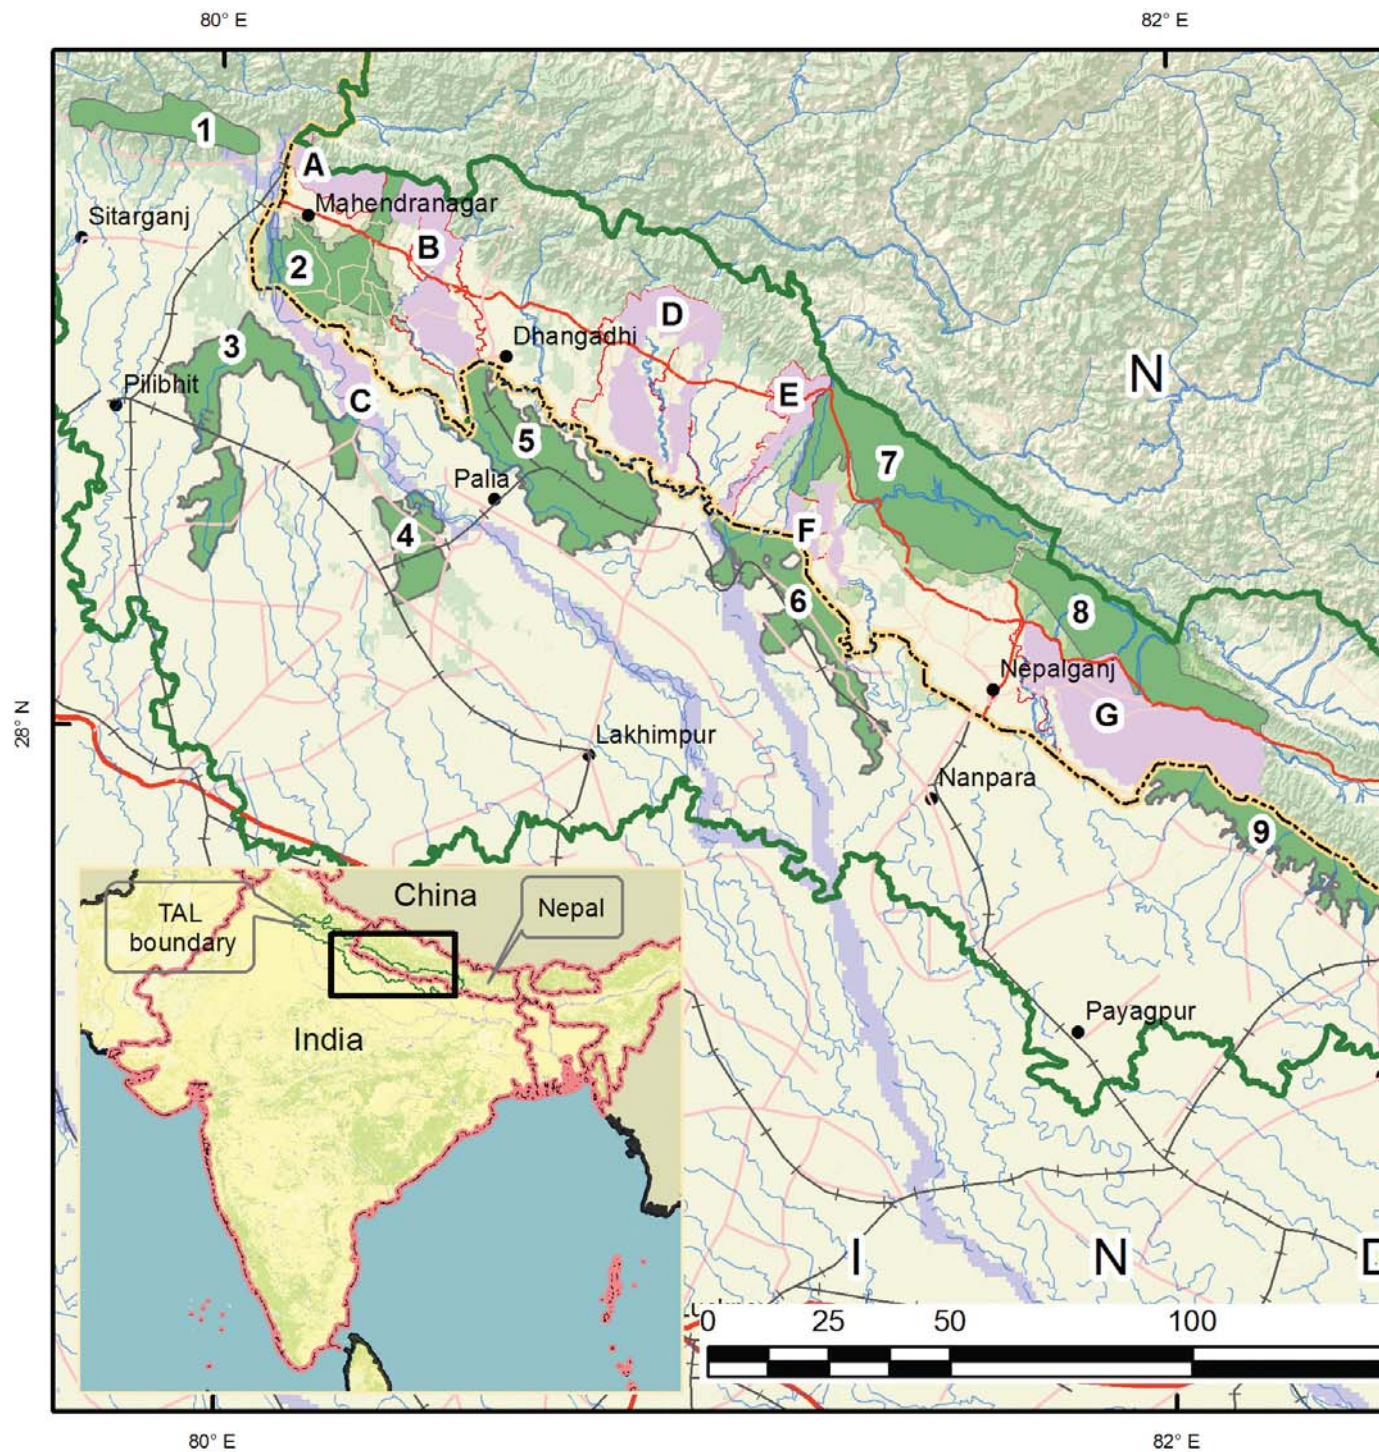 80° E
82° E
1
A
Sitarganj
Mahendranagar
B
2
D
3
Dhangadhi
N
Pilibhit
C
E
5
7
Palia
4
F
6
8
Nepalganj
28° N
G
Lakhimpur
Nanpara
9
China
TAL
boundary
Nepal
India
Payagpur
I
N
D
0
25
50
100
80° E
82° E